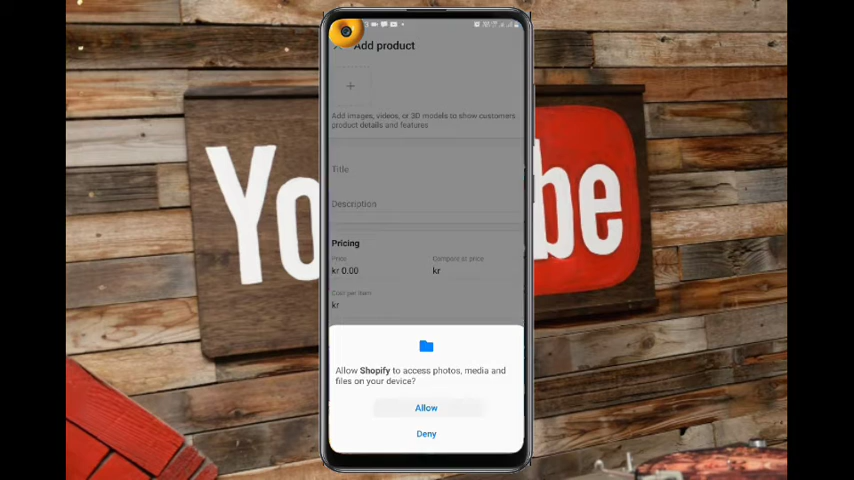 YouTube
Add product
+
Add images, videos, or 3D models to show customers
product details and features
Title
Description
Pricing
Price
Compare at price
kr 0.00
kr
Cost per item
kr
Allow Shopify to access photos, media and
files on your device?
Allow
Deny